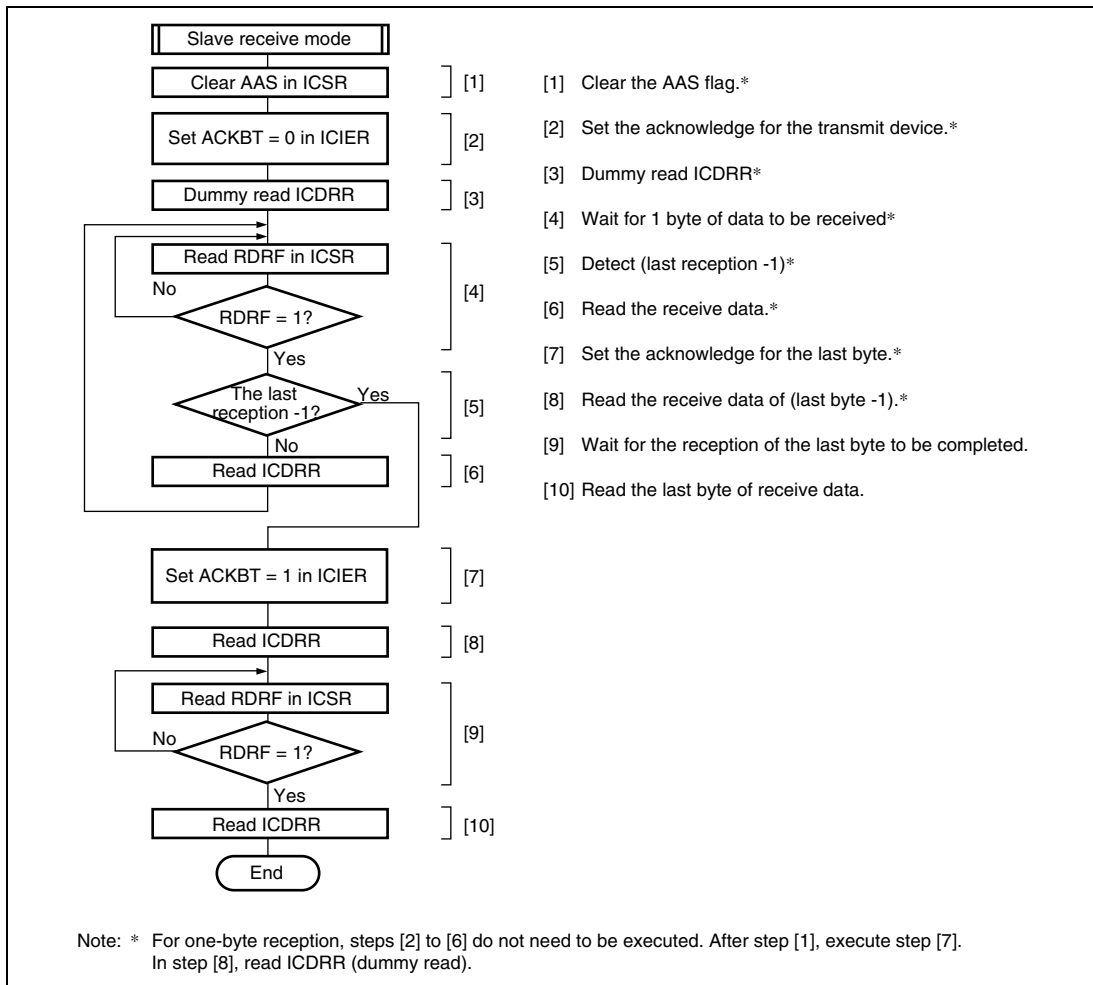 Slave receive mode
Clear AAS in ICSR
[1]
[1] Clear the AAS flag.*
Set ACKBT = 0 in ICIER
[2]
[2] Set the acknowledge for the transmit device.*
Dummy read ICDRR
[3]
[3] Dummy read ICDRR*
[4] Wait for 1 byte of data to be received*
Read RDRF in ICSR
[4]
No
RDRF = 1?
Yes
[5] Detect (last reception -1)*
[6] Read the receive data.*
[7] Set the acknowledge for the last byte.*
The last
reception -1?
Yes
[5]
No
[8] Read the receive data of (last byte -1).*
[9] Wait for the reception of the last byte to be completed.
Read ICDRR
[6]
[10] Read the last byte of receive data.
Set ACKBT = 1 in ICIER
[7]
Read ICDRR
[8]
Read RDRF in ICSR
[9]
No
RDRF = 1?
Yes
Read ICDRR
[10]
End
Note: * For one-byte reception, steps [2] to [6] do not need to be executed. After step [1], execute step [7].
In step [8], read ICDRR (dummy read).